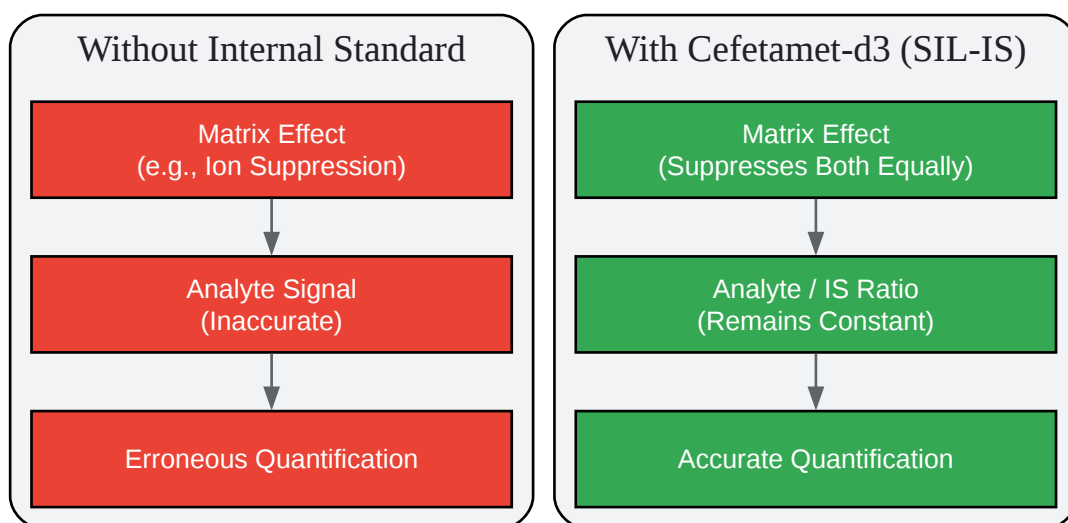 Without Internal Standard
Matrix Effect
(e.g., Ion Suppression)
Analyte Signal
(Inaccurate)
Erroneous Quantification
With Cefetamet-d3 (SIL-IS)
Matrix Effect
(Suppresses Both Equally)
Analyte / IS Ratio
(Remains Constant)
Accurate Quantification